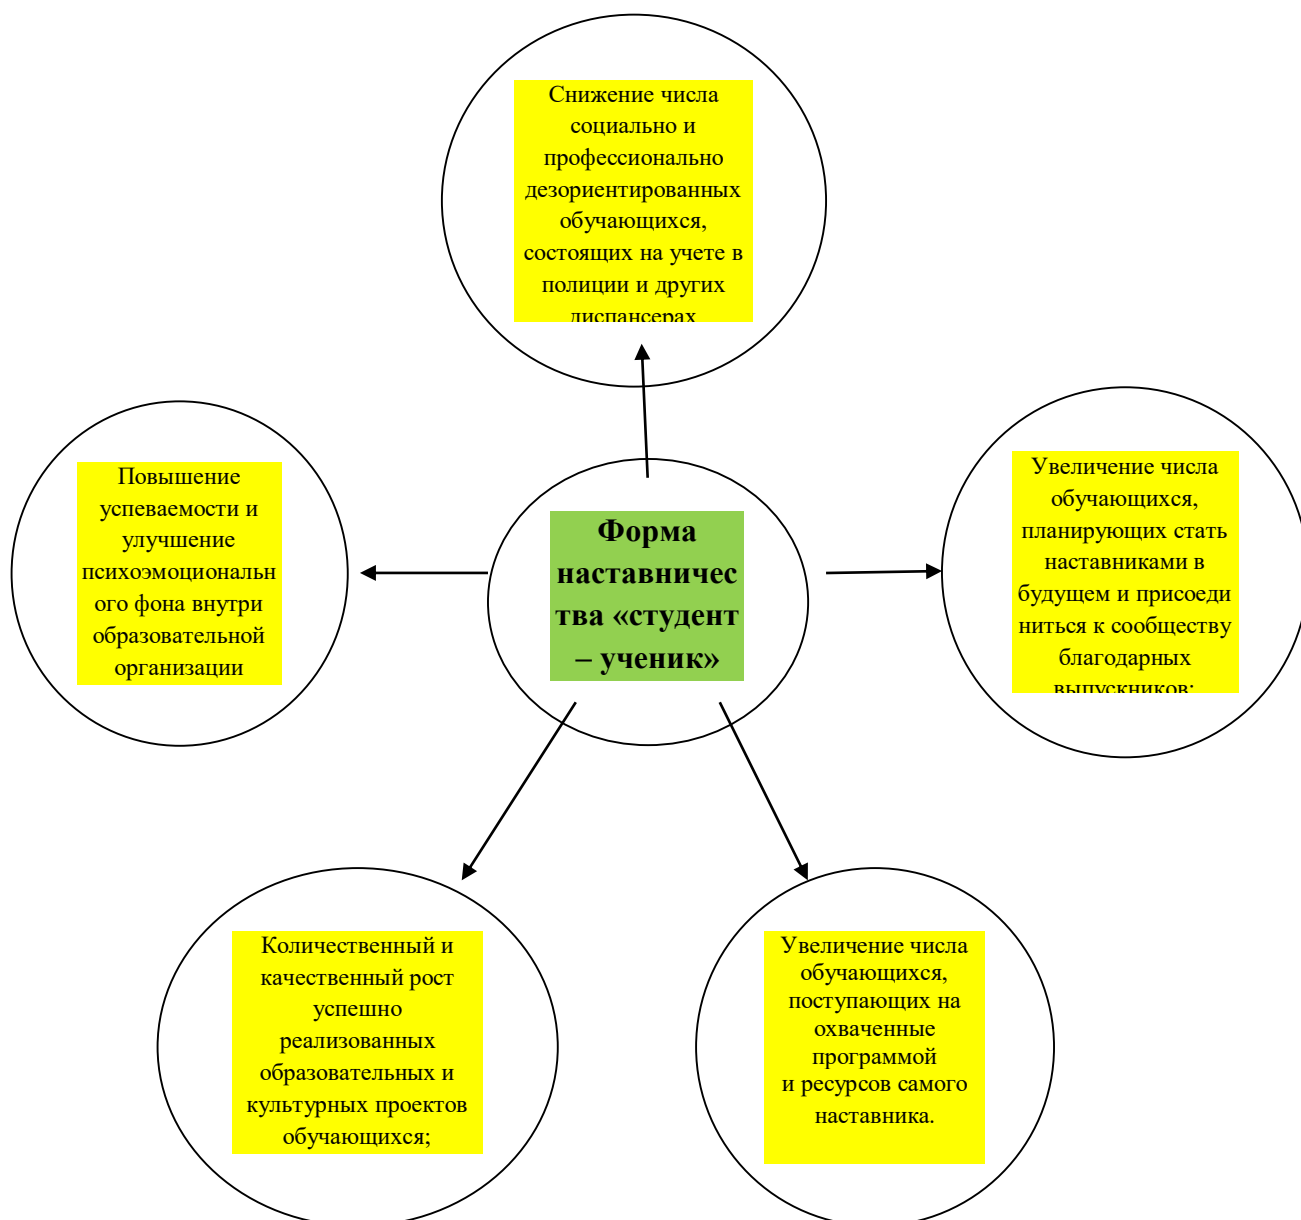 Снижение числа
социально и
профессионально
дезориентированных
обучающихся,
состоящих на учете в
полиции и других
диспансерах
Повышение
успеваемости и
улучшение
психоэмоциональн
ого фона внутри
образовательной
организации
Форма
наставничес
тва «студент
– ученик»
Увеличение числа
обучающихся,
планирующих стать
наставниками в
будущем и присоеди
ниться к сообществу
благодарных
выпускников;
Количественный и
качественный рост
успешно
реализованных
образовательных и
культурных проектов
обучающихся;
Увеличение числа
обучающихся,
поступающих на
охваченные
программой
и ресурсов самого
наставника.